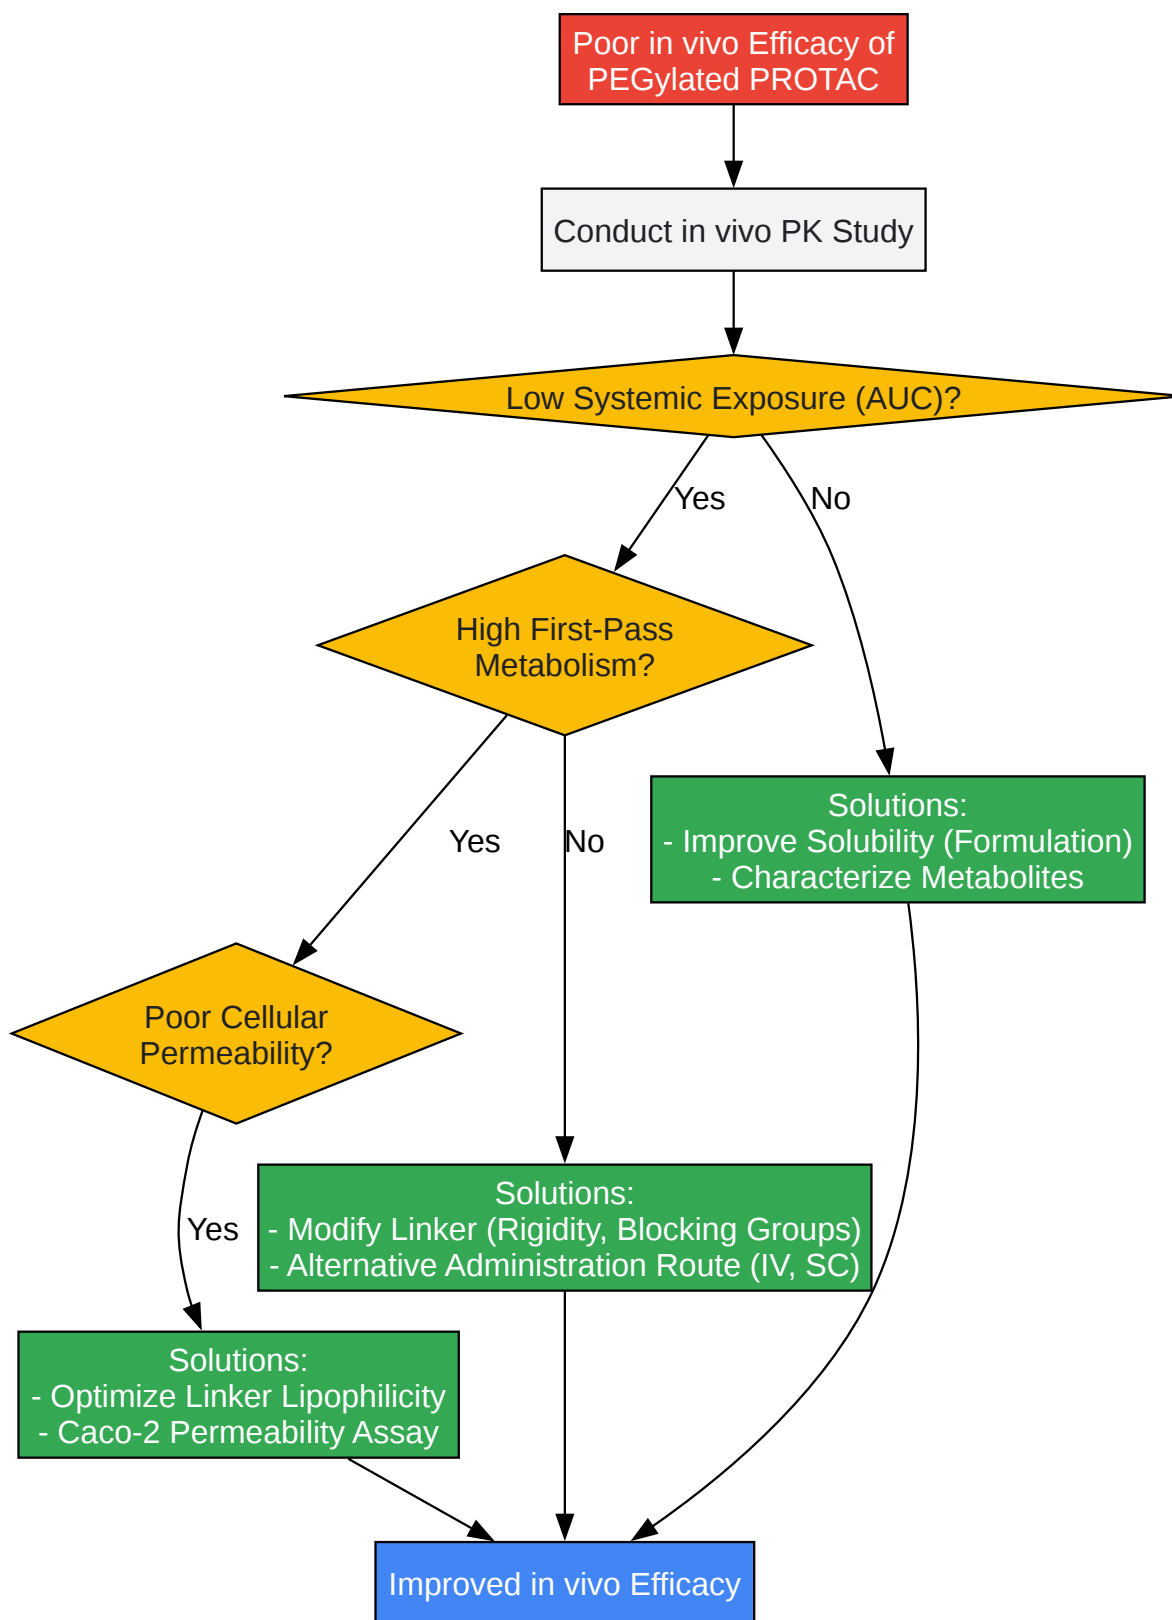 Poor in vivo Efficacy of
PEGylated PROTAC
Conduct in vivo PK Study
Low Systemic Exposure (AUC)?
Yes
No
High First-Pass
Metabolism?
Yes
No
Solutions:
- Improve Solubility (Formulation)
- Characterize Metabolites
Poor Cellular
Permeability?
Yes
Solutions:
- Modify Linker (Rigidity, Blocking Groups)
- Alternative Administration Route (IV, SC)
Solutions:
- Optimize Linker Lipophilicity
- Caco-2 Permeability Assay
Improved in vivo Efficacy